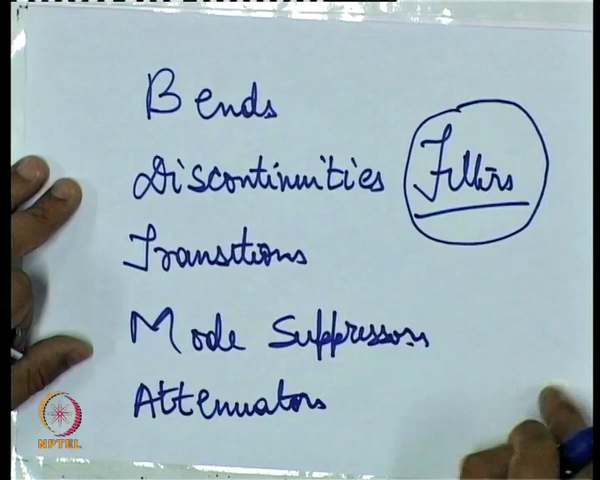 Bends
Discontinuities Filters
Transitions
Mode Suppressors
Attenuators
NPTEL